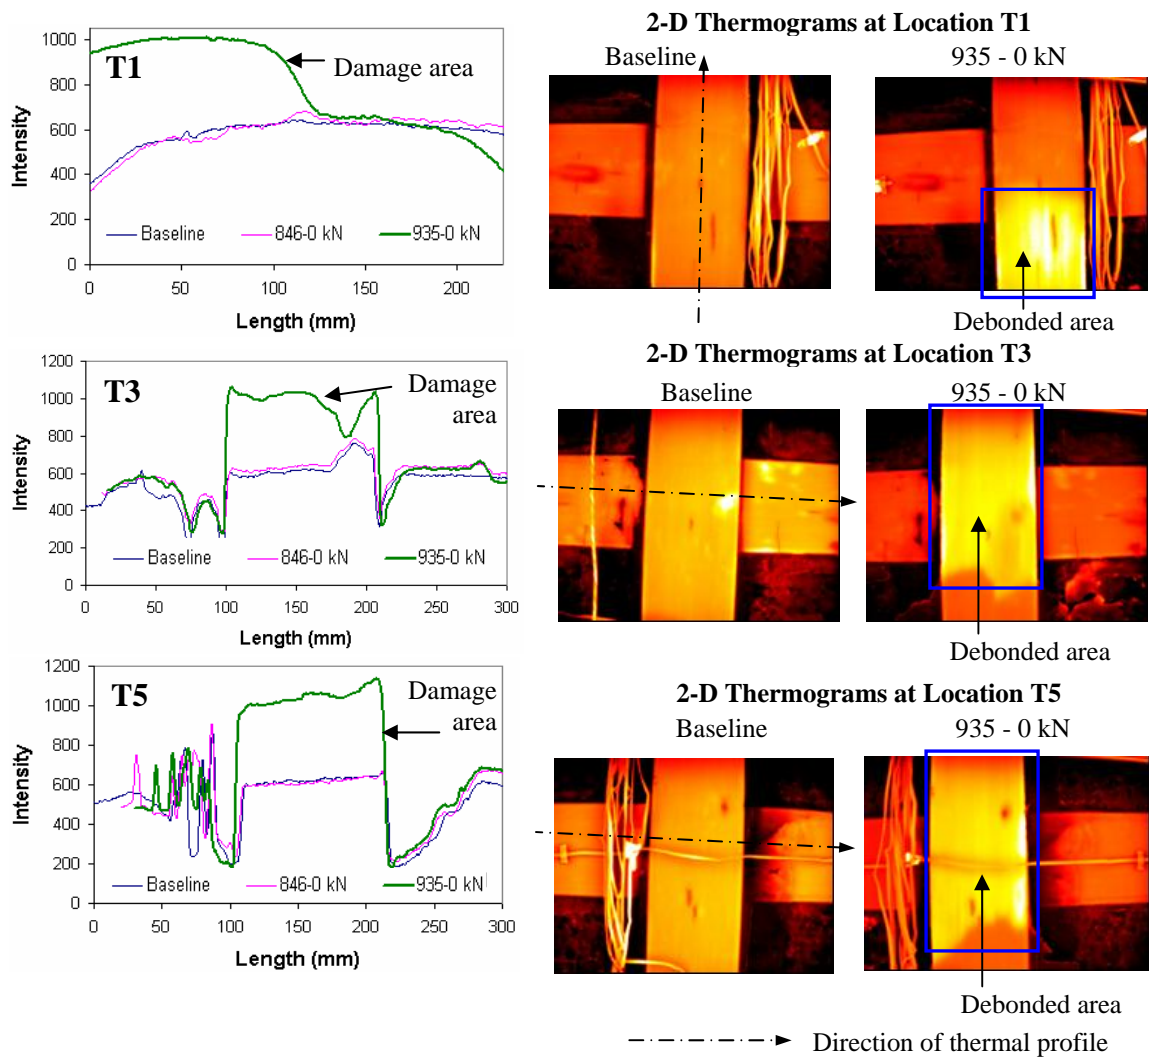 T1
Intensity
1000
800
600
400
200
0
Damage area
Baseline 846-0 kN 935-0 kN
0 50 100 150 200
Length (mm)
2-D Thermograms at Location T1
Baseline
935 - 0 kN
Debonded area
T3
Intensity
1200
1000
800
600
400
200
0
Damage
area
Baseline 846-0 kN 935-0 kN
0 50 100 150 200 250 300
Length (mm)
2-D Thermograms at Location T3
Baseline
935 - 0 kN
Debonded area
T5
Intensity
1200
1000
800
600
400
200
0
Damage
area
Baseline 846-0 kN 935-0 kN
0 50 100 150 200 250 300
Length (mm)
2-D Thermograms at Location T5
Baseline
935 - 0 kN
Debonded area
Direction of thermal profile